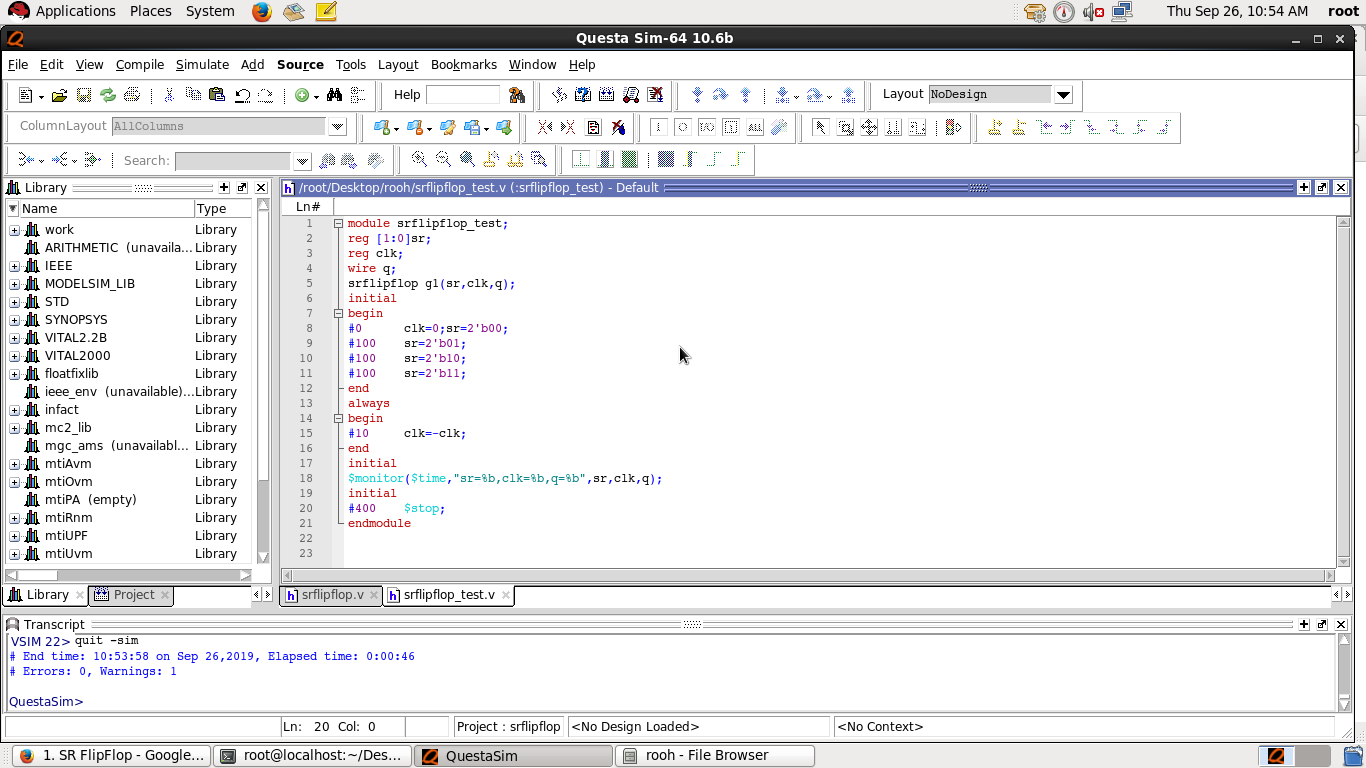 Applications Places System Thu Sep 26, 10:54 AM root
Questa Sim-64 10.6b
File Edit View Compile Simulate Add Source Tools Layout Bookmarks Window Help
Help Layout NoDesign
ColumnLayout AllColumns
Search:
Library
Name Type
work Library
ARITHMETIC (unavaila... Library
IEEE Library
MODELSIM_LIB Library
STD Library
SYNOPSYS Library
VITAL2.2B Library
VITAL2000 Library
floatfixlib Library
ieee_env (unavailable)... Library
infact Library
mc2_lib Library
mgc_ams (unavailabl... Library
mtiAvm Library
mtiOvm Library
mtiPA (empty) Library
mtiRnm Library
mtiUPF Library
mtiUvm Library
Library Project
/root/Desktop/rooh/srflipflop_test.v (:srflipflop_test) - Default
Ln#
1 module srflipflop_test;
2 reg [1:0]sr;
3 reg clk;
4 wire q;
5 srflipflop g1(sr,clk,q);
6 initial
7 begin
8 #0 clk=0;sr=2'b00;
9 #100 sr=2'b01;
10 #100 sr=2'b10;
11 #100 sr=2'b11;
12 end
13 always
14 begin
15 #10 clk=~clk;
16 end
17 initial
18 $monitor($time,"sr=%b,clk=%b,q=%b",sr,clk,q);
19 initial
20 #400 $stop;
21 endmodule
22
23
srflipflop.v srflipflop_test.v
Transcript
VSIM 22> quit -sim
# End time: 10:53:58 on Sep 26,2019, Elapsed time: 0:00:46
# Errors: 0, Warnings: 1
QuestaSim>
Ln: 20 Col: 0 Project : srflipflop <No Design Loaded> <No Context>
1. SR FlipFlop - Google... root@localhost:~/Des... QuestaSim rooh - File Browser